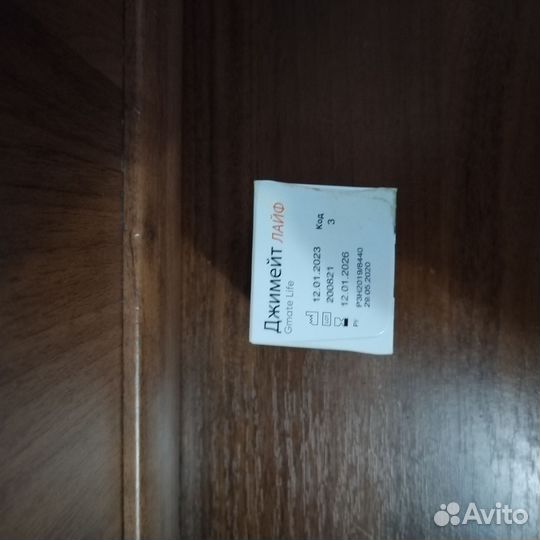 Джимейт ЛАЙФ
Gmate Life
12.01.2023 Код
200821 3
12.01.2026
РЗН2019/8440
29.05.2020
Avito